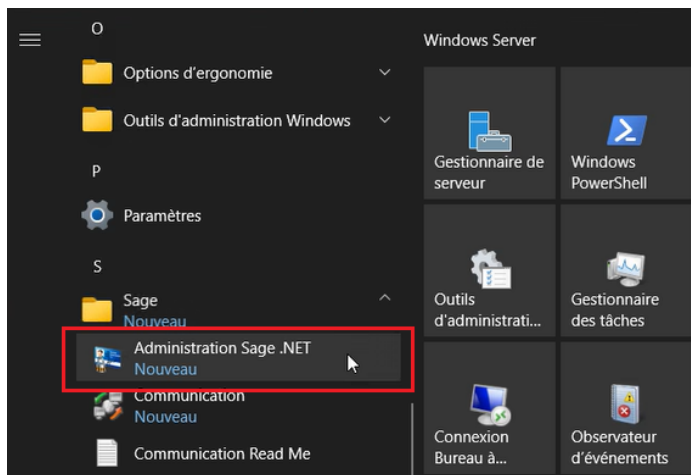 O
Options d'ergonomie
Outils d'administration Windows
P
Paramètres
S
Sage
Nouveau
Administration Sage .NET
Nouveau
Communication
Nouveau
Communication Read Me
Windows Server
Gestionnaire de
serveur
Windows
PowerShell
Outils
d'administrati...
Gestionnaire
des tâches
Connexion
Bureau à...
Observateur
d'événements